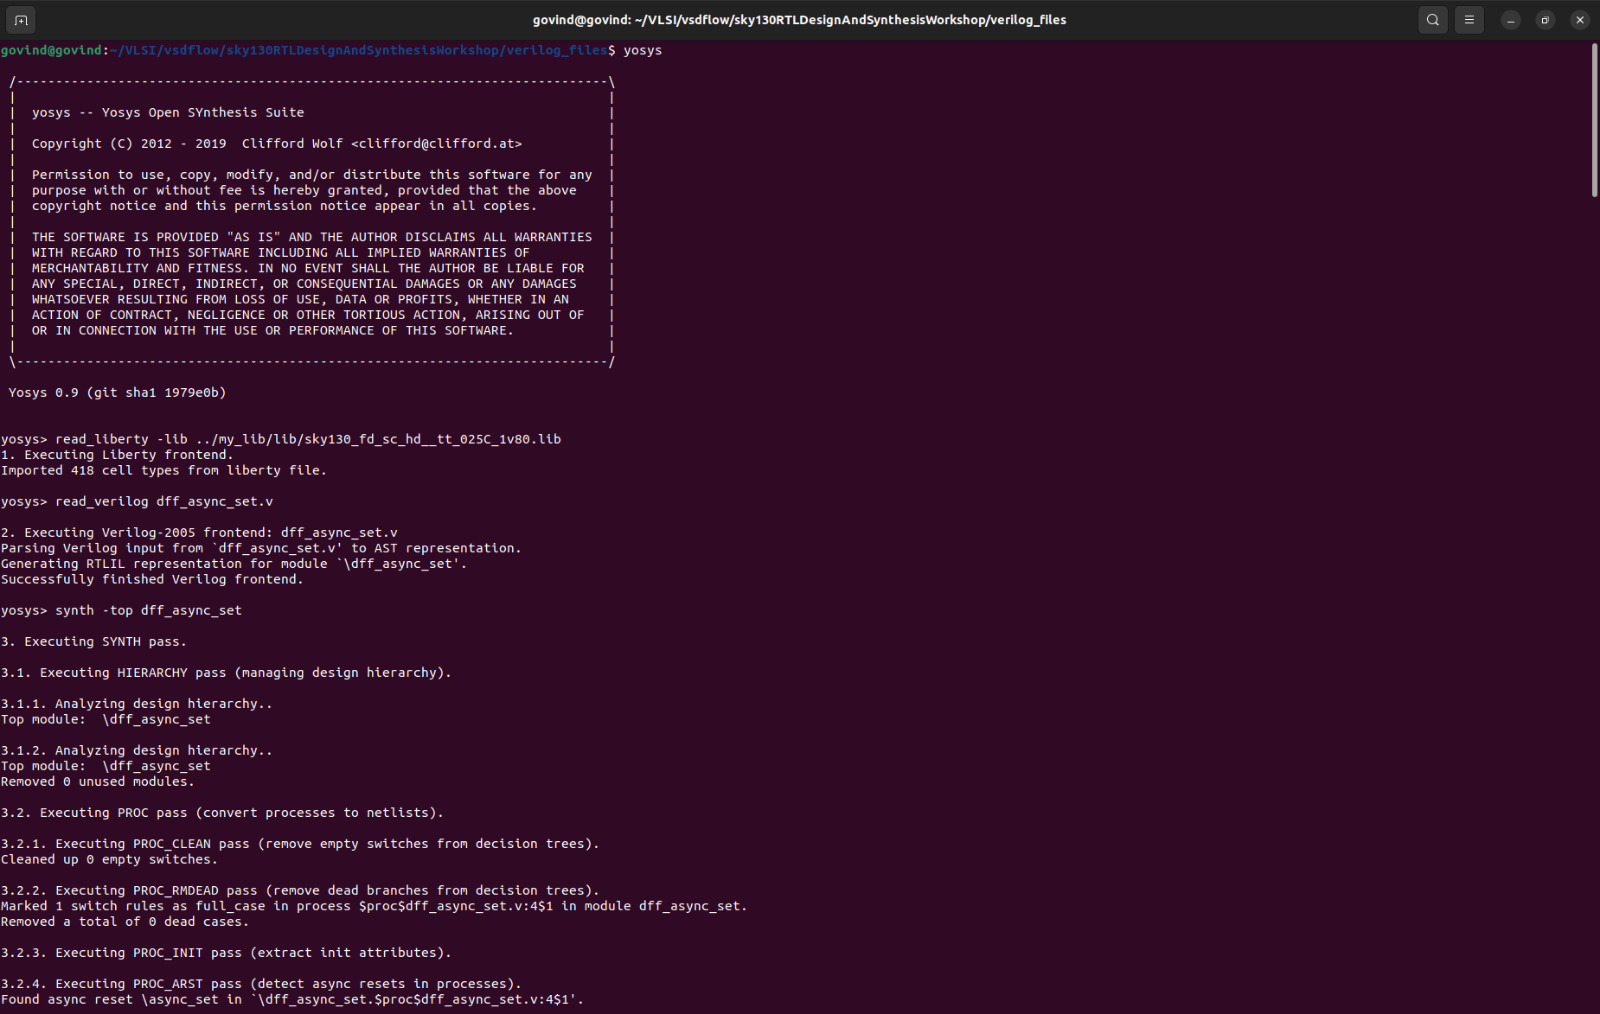 govind@govind: ~/VLSI/vsdflow/sky130RTLDesignAndSynthesisWorkshop/verilog_files
govind@govind:~/VLSI/vsdflow/sky130RTLDesignAndSynthesisWorkshop/verilog_files$ yosys
/----------------------------------------------------------------------------\
|                                                                            |
|  yosys -- Yosys Open SYnthesis Suite                                       |
|                                                                            |
|  Copyright (C) 2012 - 2019  Clifford Wolf <clifford@clifford.at>           |
|                                                                            |
|  Permission to use, copy, modify, and/or distribute this software for any  |
|  purpose with or without fee is hereby granted, provided that the above    |
|  copyright notice and this permission notice appear in all copies.         |
|                                                                            |
|  THE SOFTWARE IS PROVIDED "AS IS" AND THE AUTHOR DISCLAIMS ALL WARRANTIES  |
|  WITH REGARD TO THIS SOFTWARE INCLUDING ALL IMPLIED WARRANTIES OF          |
|  MERCHANTABILITY AND FITNESS. IN NO EVENT SHALL THE AUTHOR BE LIABLE FOR   |
|  ANY SPECIAL, DIRECT, INDIRECT, OR CONSEQUENTIAL DAMAGES OR ANY DAMAGES    |
|  WHATSOEVER RESULTING FROM LOSS OF USE, DATA OR PROFITS, WHETHER IN AN     |
|  ACTION OF CONTRACT, NEGLIGENCE OR OTHER TORTIOUS ACTION, ARISING OUT OF   |
|  OR IN CONNECTION WITH THE USE OR PERFORMANCE OF THIS SOFTWARE.            |
|                                                                            |
\----------------------------------------------------------------------------/
Yosys 0.9 (git sha1 1979e0b)
yosys> read_liberty -lib ../my_lib/lib/sky130_fd_sc_hd__tt_025C_1v80.lib
1. Executing Liberty frontend.
Imported 418 cell types from liberty file.
yosys> read_verilog dff_async_set.v
2. Executing Verilog-2005 frontend: dff_async_set.v
Parsing Verilog input from `dff_async_set.v' to AST representation.
Generating RTLIL representation for module `\dff_async_set'.
Successfully finished Verilog frontend.
yosys> synth -top dff_async_set
3. Executing SYNTH pass.
3.1. Executing HIERARCHY pass (managing design hierarchy).
3.1.1. Analyzing design hierarchy..
Top module:  \dff_async_set
3.1.2. Analyzing design hierarchy..
Top module:  \dff_async_set
Removed 0 unused modules.
3.2. Executing PROC pass (convert processes to netlists).
3.2.1. Executing PROC_CLEAN pass (remove empty switches from decision trees).
Cleaned up 0 empty switches.
3.2.2. Executing PROC_RMDEAD pass (remove dead branches from decision trees).
Marked 1 switch rules as full_case in process $proc$dff_async_set.v:4$1 in module dff_async_set.
Removed a total of 0 dead cases.
3.2.3. Executing PROC_INIT pass (extract init attributes).
3.2.4. Executing PROC_ARST pass (detect async resets in processes).
Found async reset \async_set in `\dff_async_set.$proc$dff_async_set.v:4$1'.